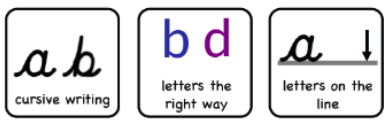 a b
cursive writing
b d
letters the
right way
a
letters on the
line